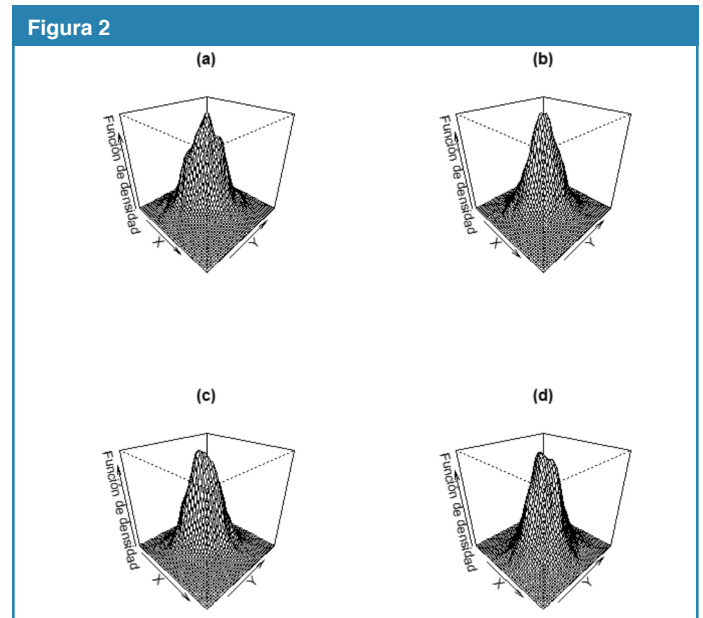 Figura 2
(a)
Función de densidad
X
Y
(b)
Función de densidad
X
Y
(c)
Función de densidad
X
Y
(d)
Función de densidad
X
Y